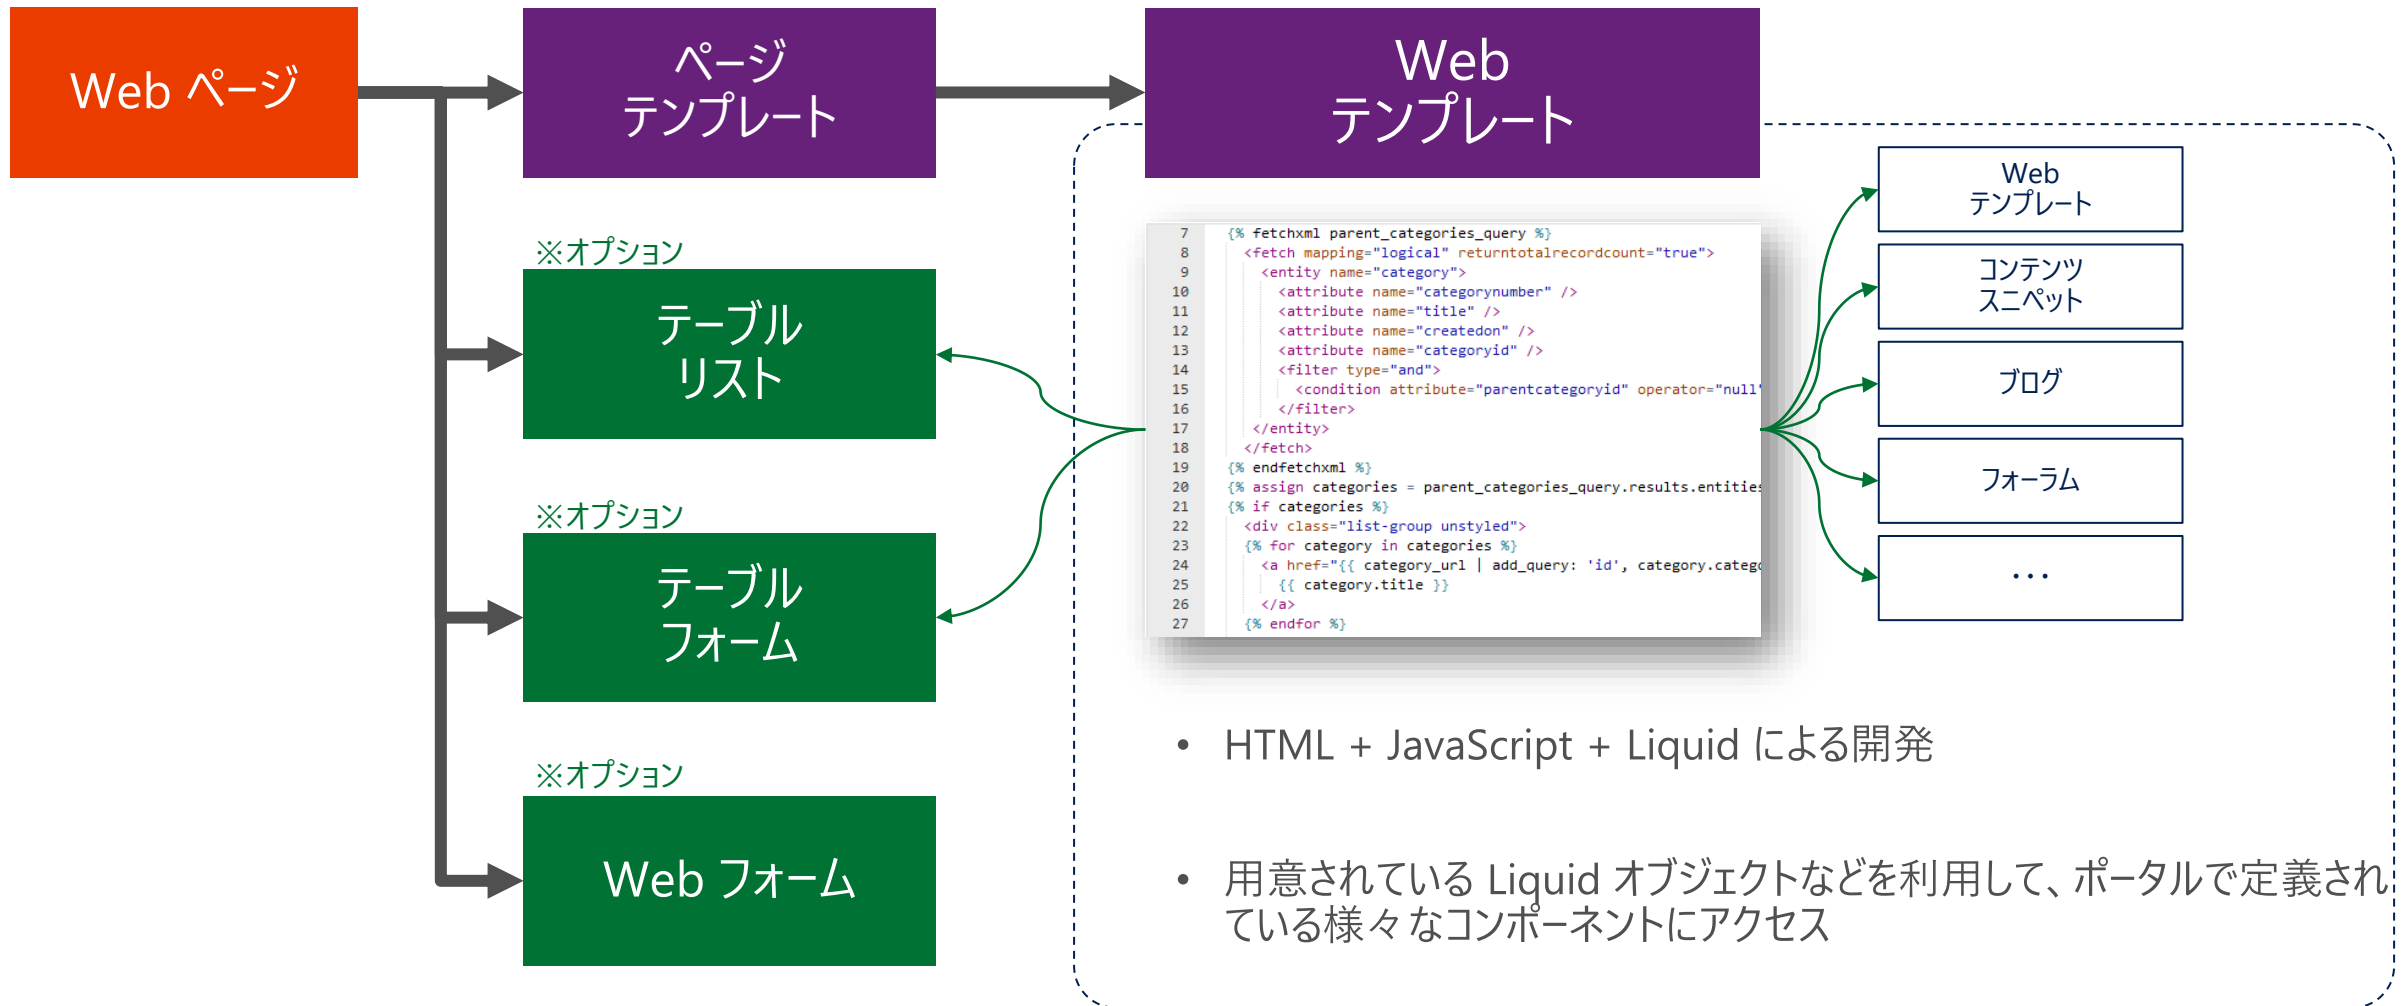 Web ページ
ページ
テンプレート
Web
テンプレート
※オプション
テーブル
リスト
※オプション
テーブル
フォーム
※オプション
Web フォーム
7 {% fetchxml parent_categories_query %}
8 <fetch mapping="logical" returntotalrecordcount="true">
9 <entity name="category">
10 <attribute name="categorynumber" />
11 <attribute name="title" />
12 <attribute name="createdon" />
13 <attribute name="categoryid" />
14 <filter type="and">
15 <condition attribute="parentcategoryid" operator="null"
16 </filter>
17 </entity>
18 </fetch>
19 {% endfetchxml %}
20 {% assign categories = parent_categories_query.results.entities
21 {% if categories %}
22 <div class="list-group unstyled">
23 {% for category in categories %}
24 <a href="{{ category_url | add_query: 'id', category.catego
25 {{ category.title }}
26 </a>
27 {% endfor %}
Web
テンプレート
コンテンツ
スニペット
ブログ
フォーラム
･･･
• HTML + JavaScript + Liquid による開発
• 用意されている Liquid オブジェクトなどを利用して、ポータルで定義され
ている様々なコンポーネントにアクセス